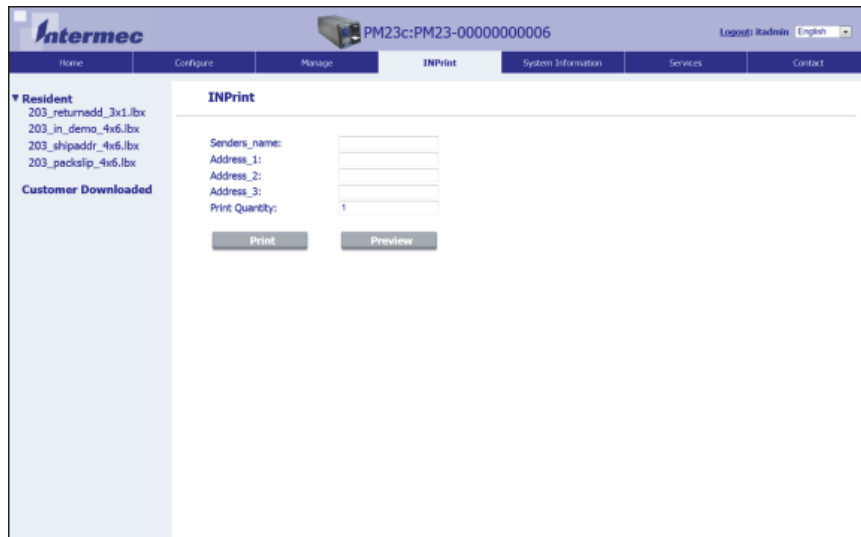 Intermec
PM23c:PM23-00000000006
Logout: itadmin English
Home Configure Manage INPrint System Information Services Contact
Resident
203_returnadd_3x1.lbx
203_in_demo_4x6.lbx
203_shipaddr_4x6.lbx
203_packslip_4x6.lbx
Customer Downloaded
INPrint
Senders_name:
Address_1:
Address_2:
Address_3:
Print Quantity: 1
Print Preview